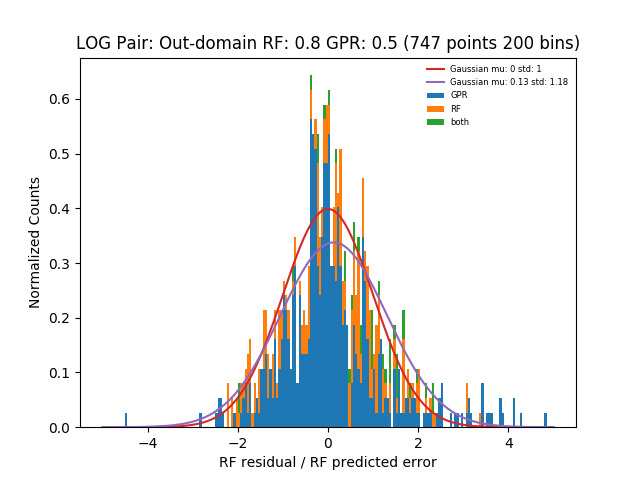 LOG Pair: Out-domain RF: 0.8 GPR: 0.5 (747 points 200 bins)
Gaussian mu: 0 std: 1
Gaussian mu: 0.13 std: 1.18
GPR
RF
both
0.6
0.5
0.4
0.3
0.2
0.1
0.0
Normalized Counts
−4
−2
0
2
4
RF residual / RF predicted error